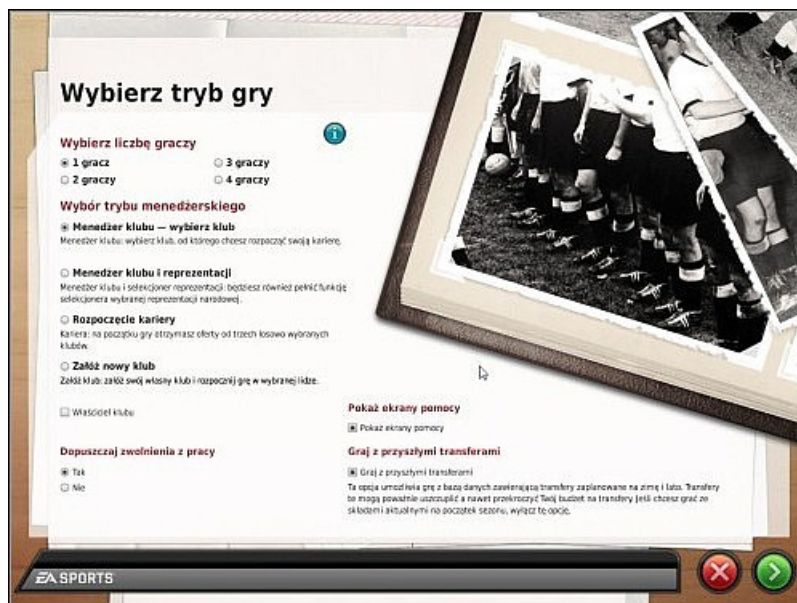 Wybierz tryb gry
Wybierz liczbę graczy
1 gracz
3 graczy
2 graczy
4 graczy
Wybór trybu menedżerskiego
Menedżer klubu — wybierz klub
Menedżer klubu: wybierz klub, od którego chcesz rozpocząć swoją karierę.
Menedżer klubu i reprezentacji
Menedżer klubu i selekcjoner reprezentacji: będziesz również pełnić funkcję
selekcjonera wybranej reprezentacji narodowej.
Rozpoczęcie kariery
Kariera: na początku gry otrzymasz oferty od trzech losowo wybranych
klubów.
Załóż nowy klub
Załóż klub: załóż swój własny klub i rozpocznij grę w wybranej lidze.
Właściciel klubu
Pokaż ekrany pomocy
Pokaż ekrany pomocy
Dopuszczaj zwolnienia z pracy
Tak
Nie
Graj z przyszłymi transferami
Graj z przyszłymi transferami
Ta opcja umożliwia grę z bazą danych zawierającą transfery zaplanowane na zimę i lato. Transfery
te mogą poważnie uszczuplić a nawet przekroczyć Twój budżet na transfery. Jeśli chcesz grać ze
składami aktualnymi na początek sezonu, wyłącz tę opcję.
EA SPORTS